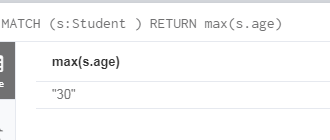 MATCH (s:Student ) RETURN max(s.age)
max(s.age)
"30"